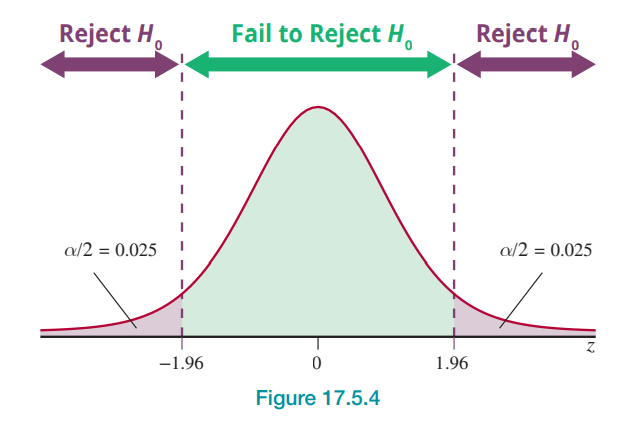 Reject H₀ Fail to Reject H₀ Reject H₀
α/2 = 0.025 α/2 = 0.025
z
−1.96 0 1.96
Figure 17.5.4